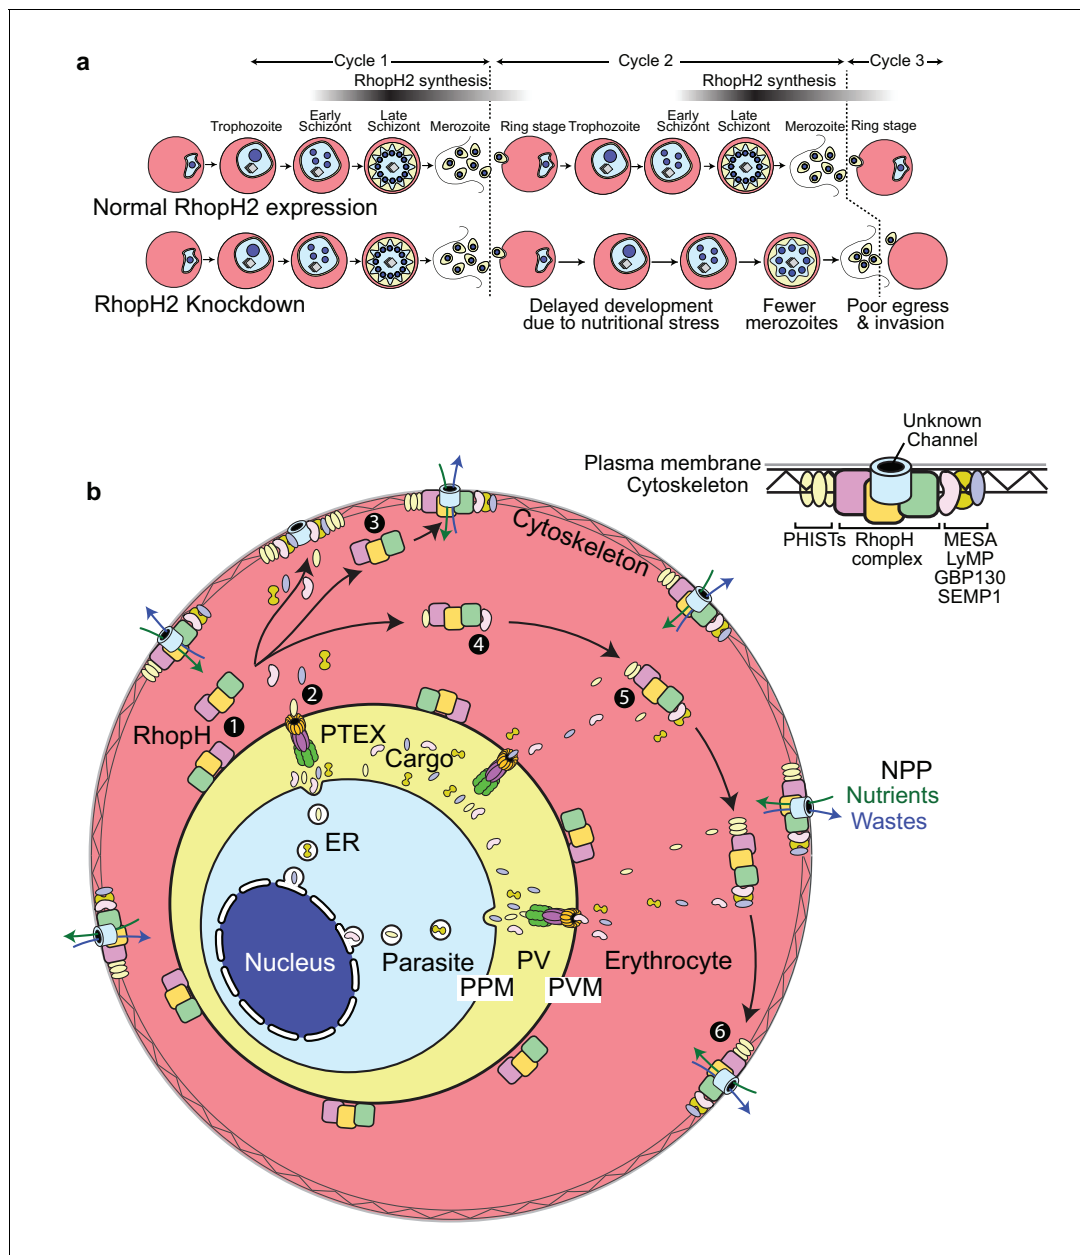 a
Cycle 1
Cycle 2
Cycle 3
RhopH2 synthesis
RhopH2 synthesis
Trophozoite
Early
Schizont
Late
Schizont
Merozoite
Ring stage
Trophozoite
Early
Schizont
Late
Schizont
Merozoite
Ring stage
Normal RhopH2 expression
RhopH2 Knockdown
Delayed development
due to nutritional stress
Fewer
merozoites
Poor egress
& invasion
b
Unknown
Channel
Plasma membrane
Cytoskeleton
PHISTs
RhopH
complex
MESA
LyMP
GBP130
SEMP1
Cytoskeleton
3
4
5
2
1
RhopH
PTEX
Cargo
NPP
Nutrients
Wastes
ER
Nucleus
Parasite
PPM
PV
PVM
Erythrocyte
6